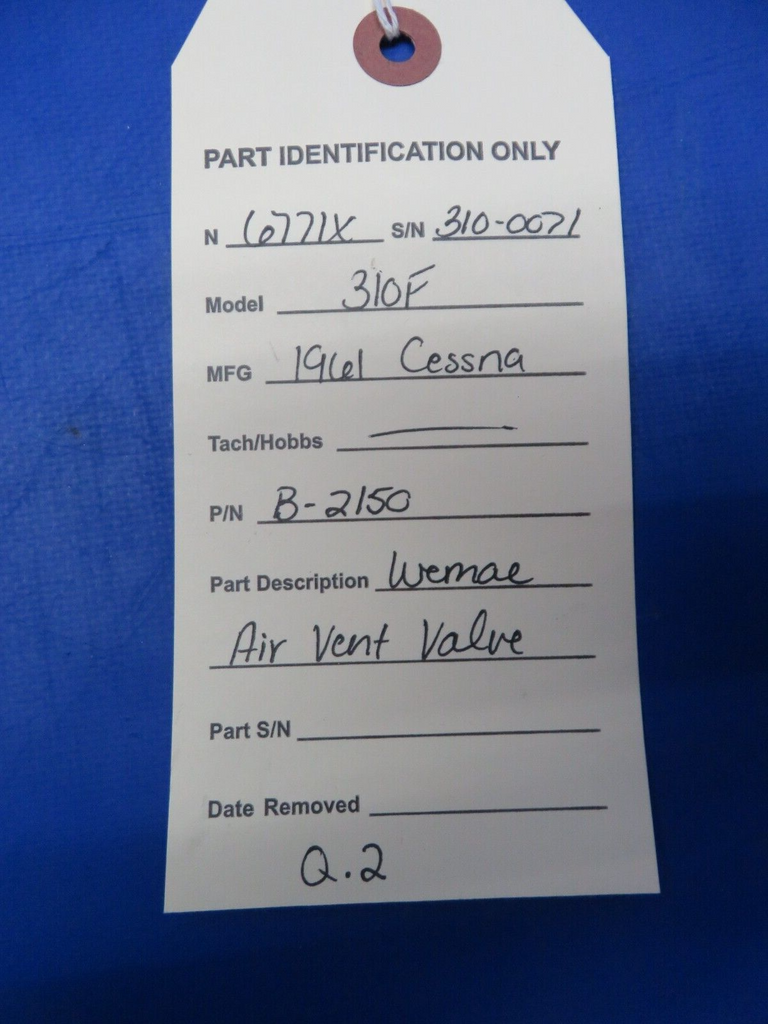 PART IDENTIFICATION ONLY
N 6771X S/N 310-0071
Model 310F
MFG 1961 Cessna
Tach/Hobbs —
P/N B-2150
Part Description Wemac
Air Vent Valve
Part S/N
Date Removed
Q.2